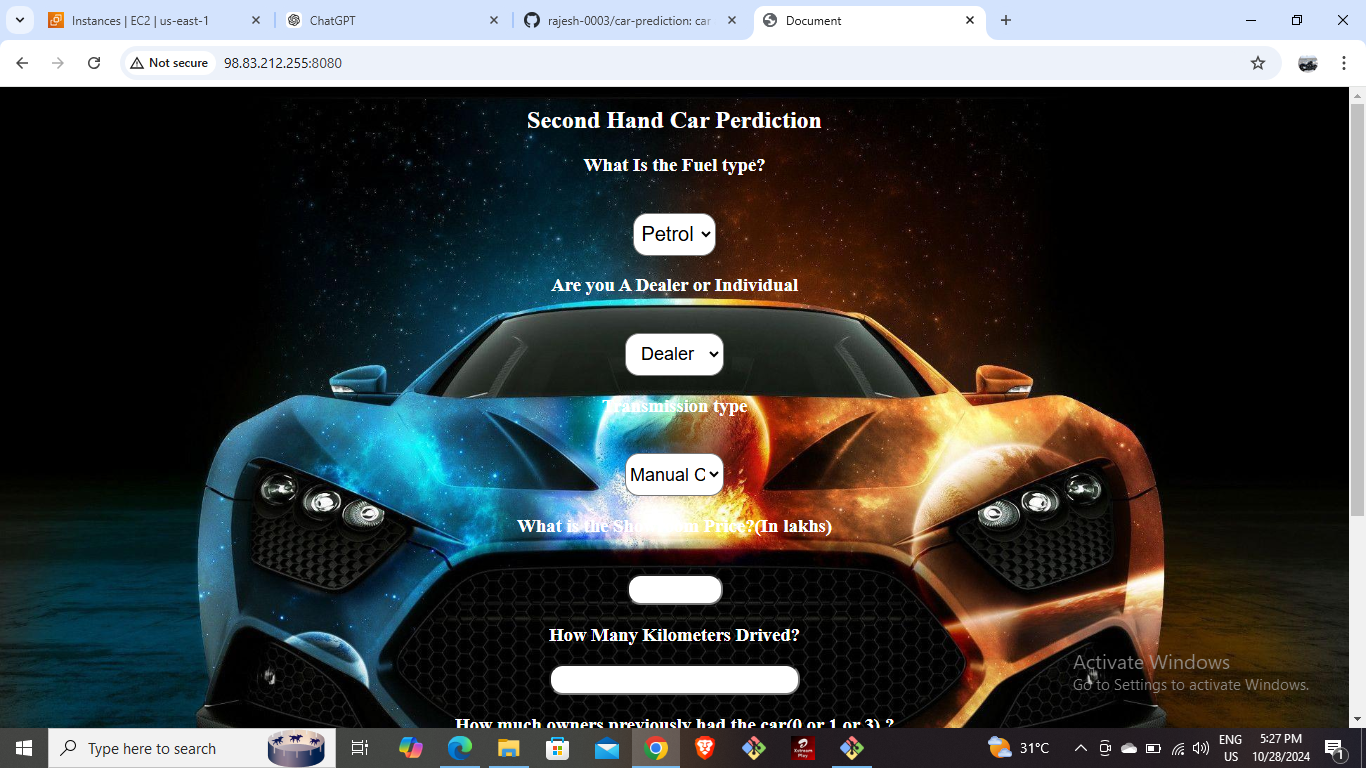 Instances | EC2 | us-east-1
ChatGPT
rajesh-0003/car-prediction: car
Document
Not secure
98.83.212.255:8080
Second Hand Car Perdiction
What Is the Fuel type?
Petrol
Are you A Dealer or Individual
Dealer
Transmission type
Manual C
What is the Showroom Price?(In lakhs)
How Many Kilometers Drived?
How much owners previously had the car(0 or 1 or 3) ?
Activate Windows
Go to Settings to activate Windows.
Type here to search
Xstream
Play
31°C
ENG
US
5:27 PM
10/28/2024
1